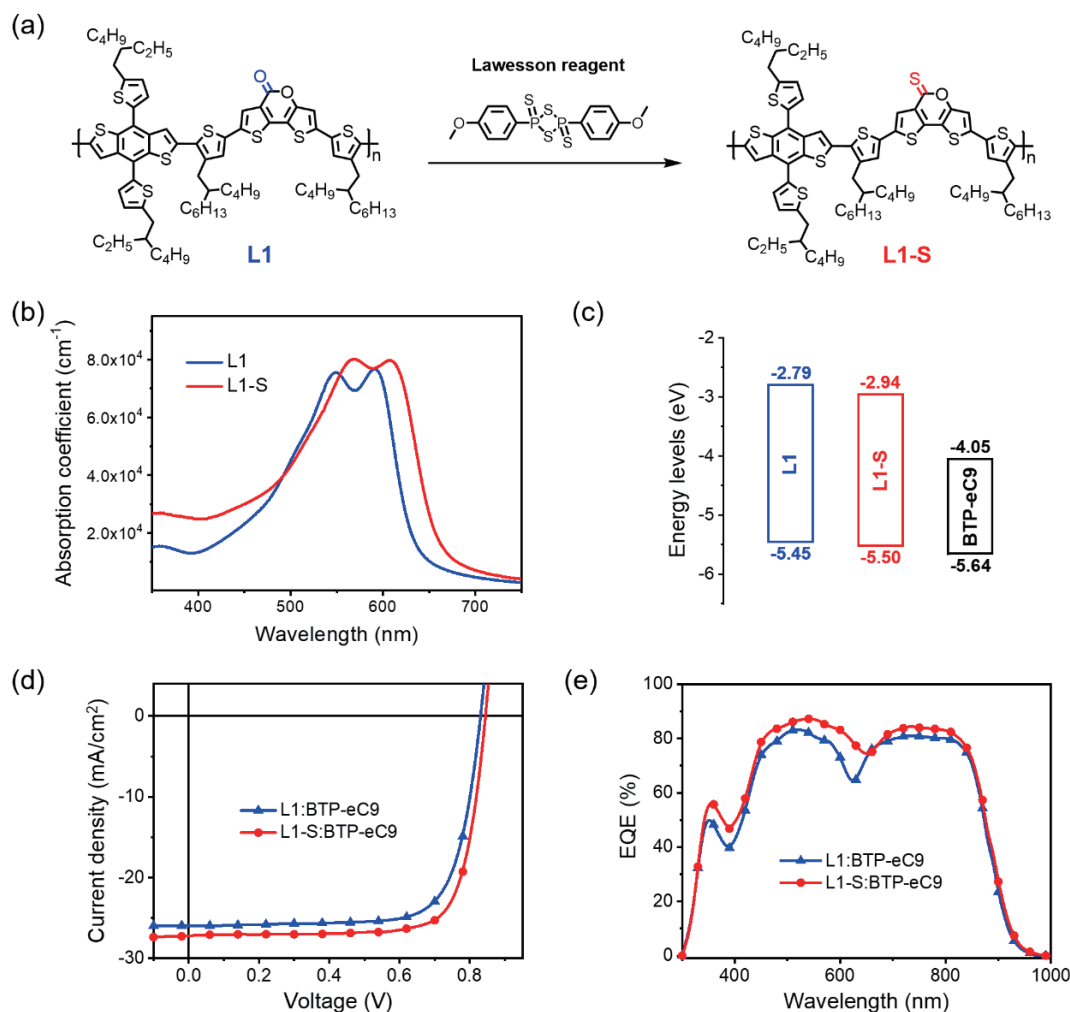 (a)
C4H9
C2H5
S
S
S
S
S
O
O
S
S
S
n
C4H9
C6H13
C4H9
C6H13
C2H5
C4H9
L1
Lawesson reagent
O
S
P
S
S
P
S
O
C4H9
C2H5
S
S
S
S
S
S
O
S
S
S
n
C4H9
C6H13
C4H9
C6H13
C2H5
C4H9
L1-S
(b)
Absorption coefficient (cm-1)
8.0x10^4
6.0x10^4
4.0x10^4
2.0x10^4
L1
L1-S
400 500 600 700
Wavelength (nm)
(c)
Energy levels (eV)
-2
-3
-4
-5
-6
-2.79
L1
-5.45
-2.94
L1-S
-5.50
-4.05
BTP-eC9
-5.64
(d)
Current density (mA/cm2)
0
-10
-20
-30
L1:BTP-eC9
L1-S:BTP-eC9
0.0 0.2 0.4 0.6 0.8
Voltage (V)
(e)
EQE (%)
100
80
60
40
20
0
L1:BTP-eC9
L1-S:BTP-eC9
400 600 800 1000
Wavelength (nm)